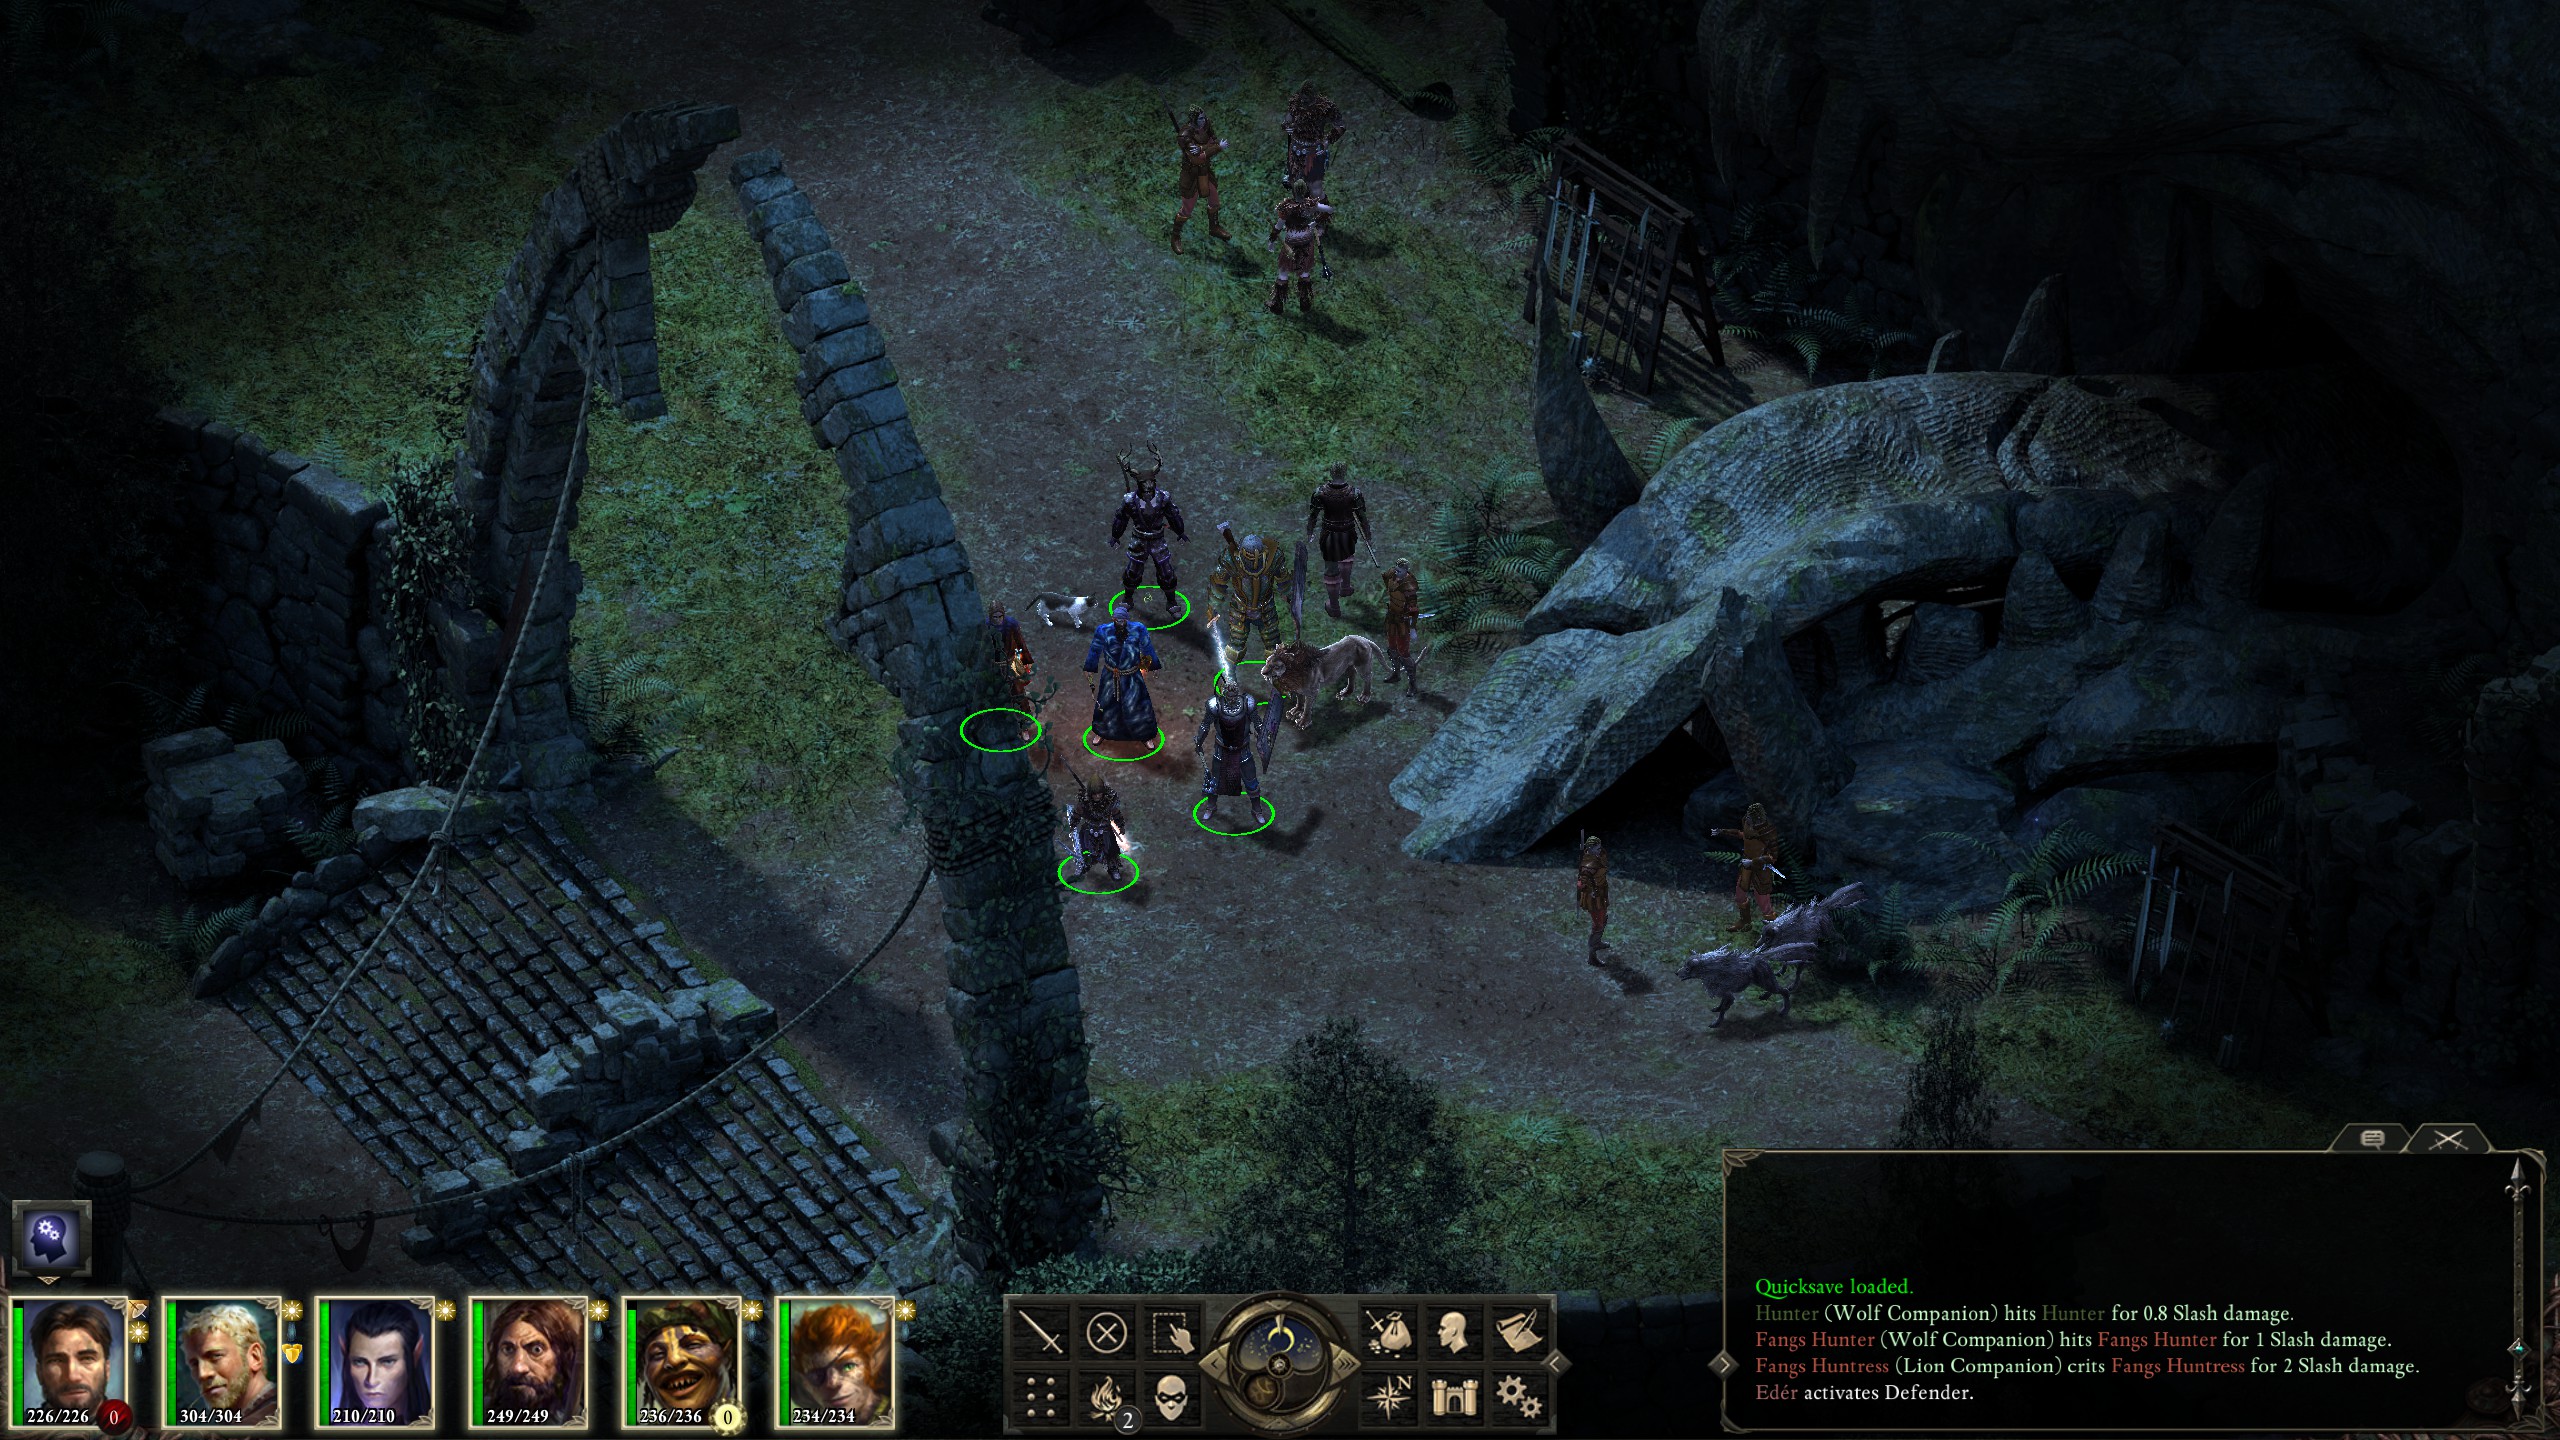 Quicksave loaded.
Hunter (Wolf Companion) hits Hunter for 0.8 Slash damage.
Fangs Hunter (Wolf Companion) hits Fangs Hunter for 1 Slash damage.
Fangs Huntress (Lion Companion) crits Fangs Huntress for 2 Slash damage.
Edér activates Defender.
226/226 0 304/304 210/210 249/249 236/236 0 234/234
2
N